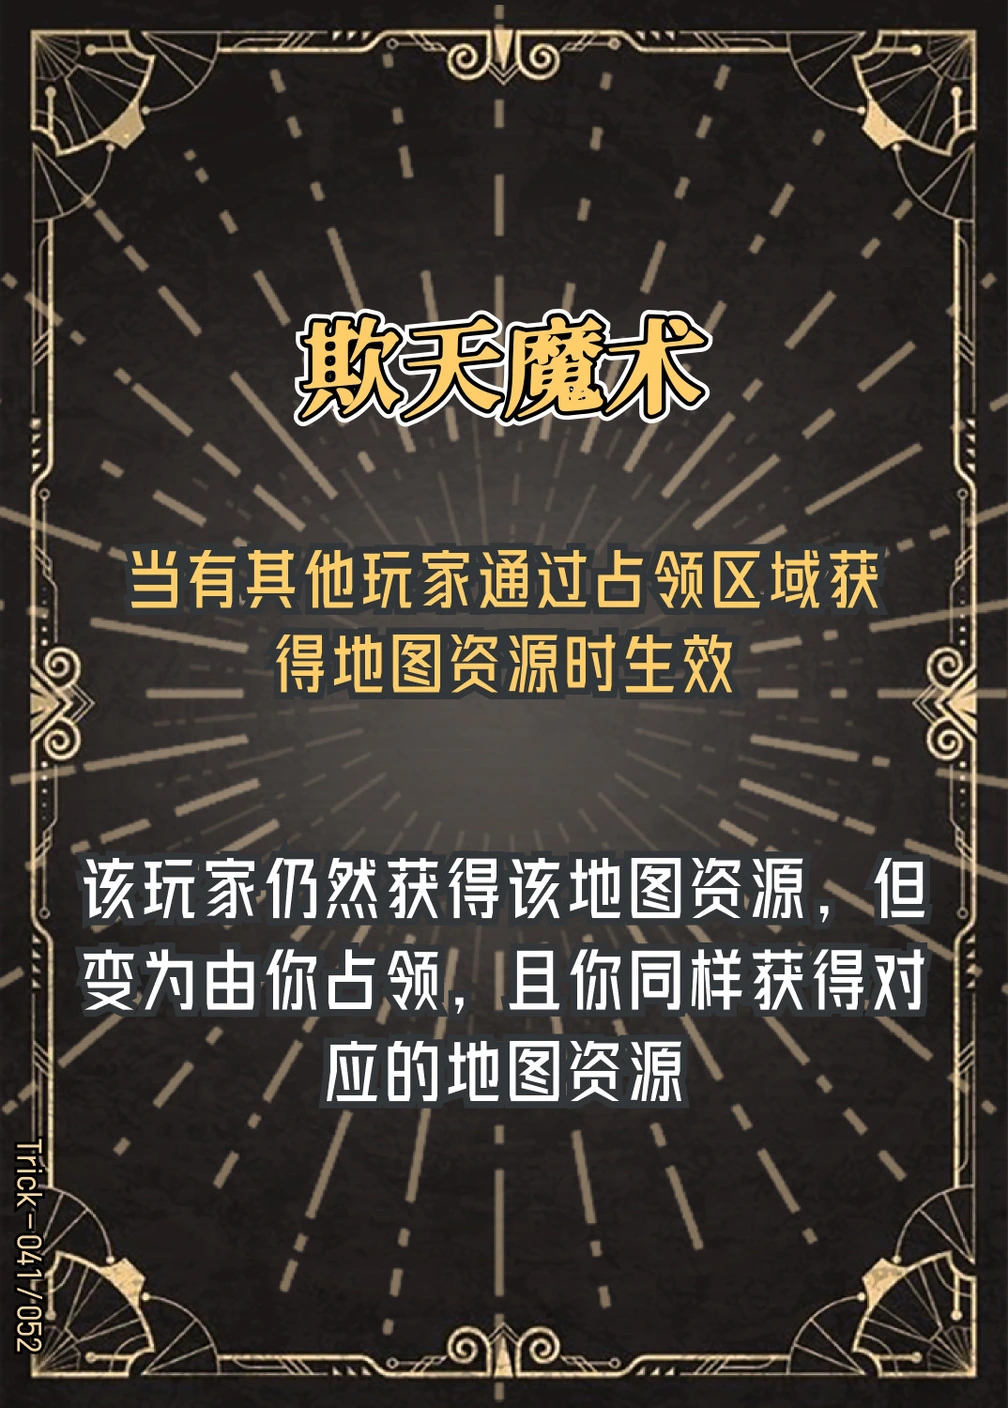 欺天魔术
当有其他玩家通过占领区域获
得地图资源时生效
该玩家仍然获得该地图资源，但
变为由你占领，且你同样获得对
应的地图资源
Trick-041/052